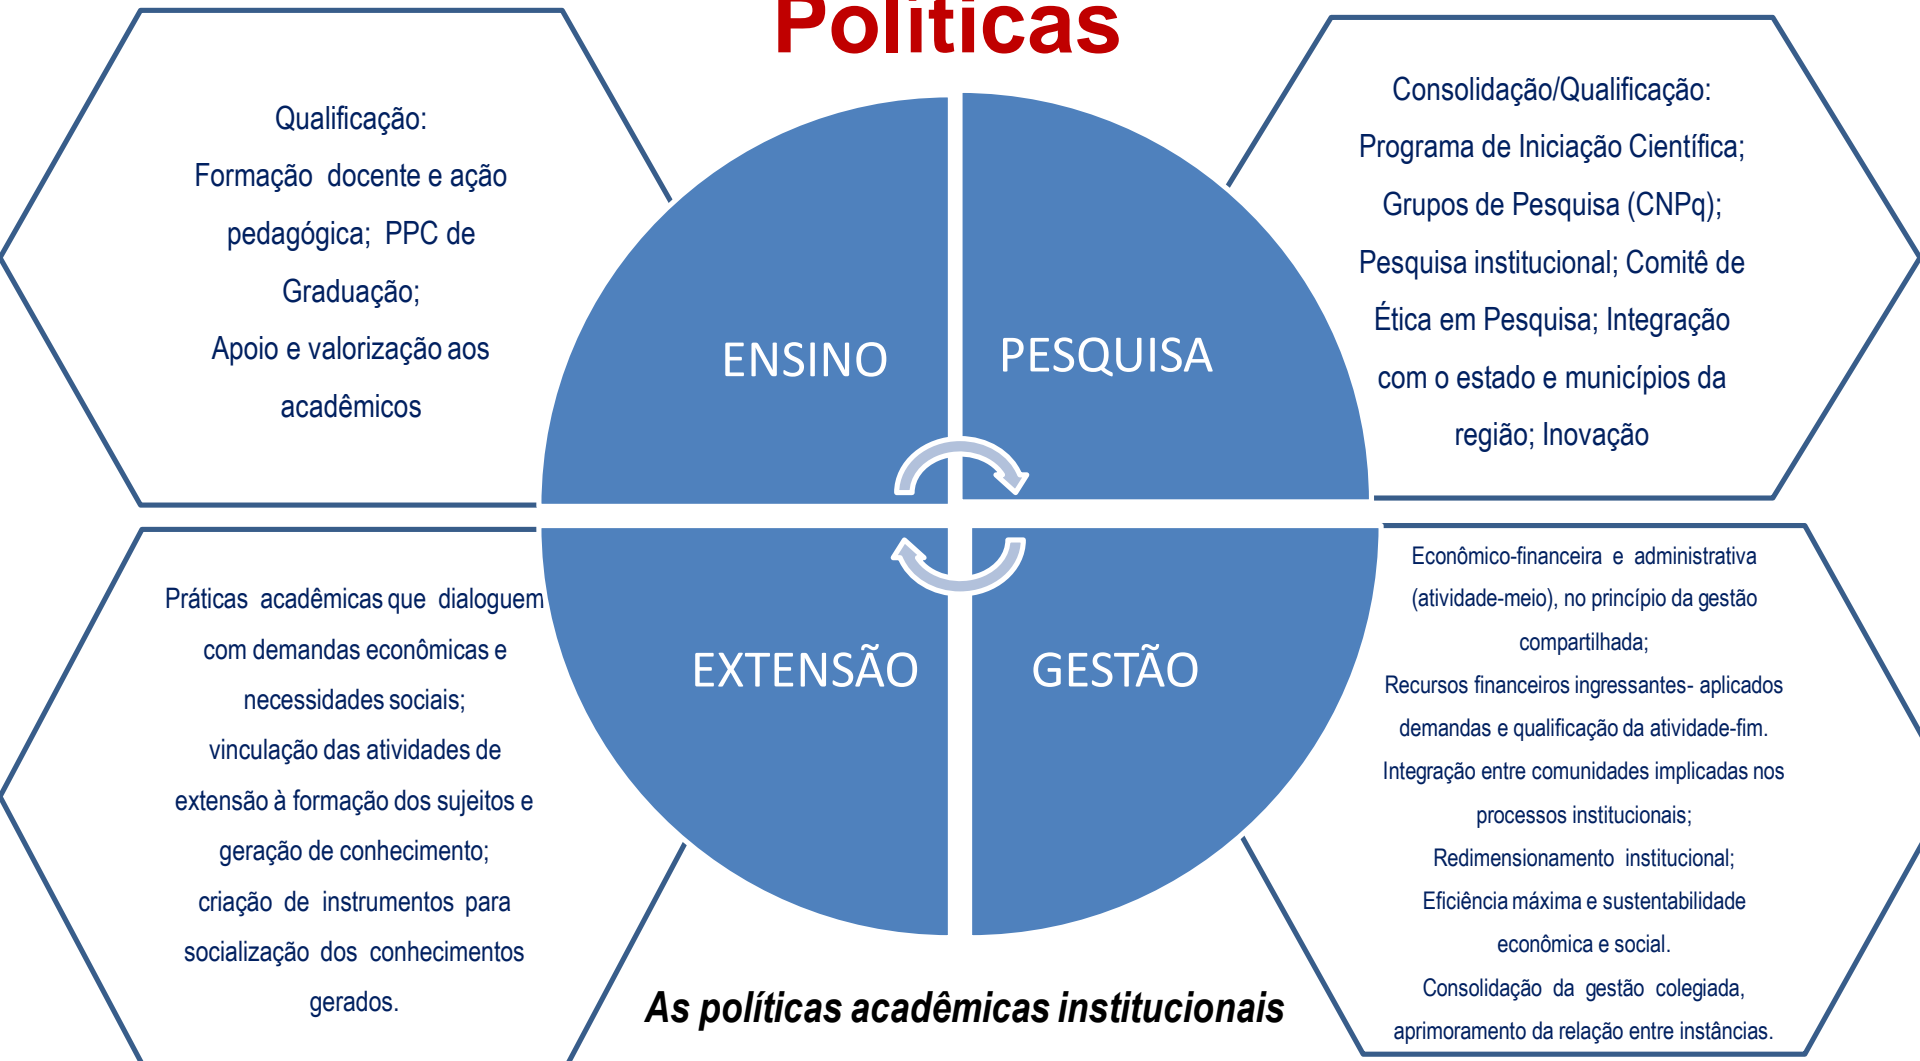 Políticas
Qualificação:
Formação docente e ação
pedagógica; PPC de
Graduação;
Apoio e valorização aos
acadêmicos
ENSINO
PESQUISA
Consolidação/Qualificação:
Programa de Iniciação Científica;
Grupos de Pesquisa (CNPq);
Pesquisa institucional; Comitê de
Ética em Pesquisa; Integração
com o estado e municípios da
região; Inovação
Práticas acadêmicas que dialoguem
com demandas econômicas e
necessidades sociais;
vinculação das atividades de
extensão à formação dos sujeitos e
geração de conhecimento;
criação de instrumentos para
socialização dos conhecimentos
gerados.
EXTENSÃO
GESTÃO
Econômico-financeira e administrativa
(atividade-meio), no princípio da gestão
compartilhada;
Recursos financeiros ingressantes- aplicados
demandas e qualificação da atividade-fim.
Integração entre comunidades implicadas nos
processos institucionais;
Redimensionamento institucional;
Eficiência máxima e sustentabilidade
econômica e social.
Consolidação da gestão colegiada,
aprimoramento da relação entre instâncias.
As políticas acadêmicas institucionais